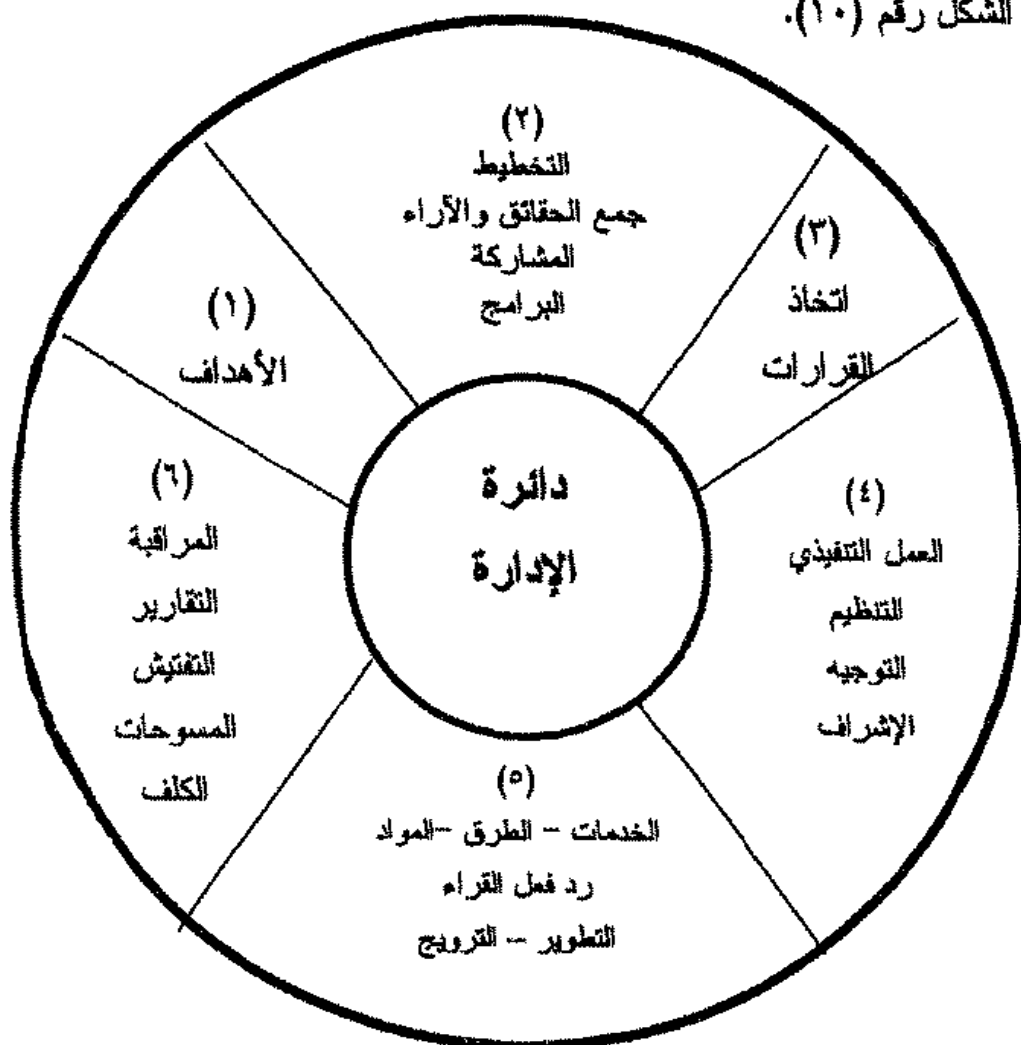 الشكل رقم (١٠).
(١)
الأهداف
(٢)
التخطيط
جمع الحقائق والآراء
المشاركة
البرامج
(٣)
اتخاذ
القرارات
(٤)
العمل التنفيذي
التنظيم
التوجيه
الإشراف
(٥)
الخدمات - الطرق -المواد
رد فعل القراء
التطوير - الترويج
(٦)
المراقبة
التقارير
التفتيش
المسوحات
الكلف
دائرة
الإدارة